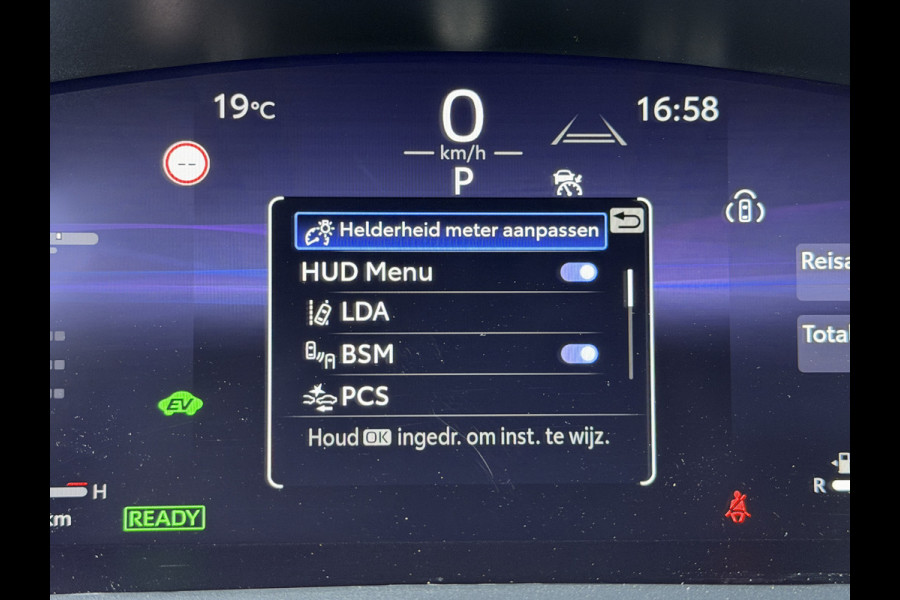 19°C
0
16:58
km/h
--
P
Helderheid meter aanpassen
HUD Menu
Reisa
LDA
Total
BSM
PCS
EV
Houd OK ingedr. om inst. te wijz.
H
R
km
READY